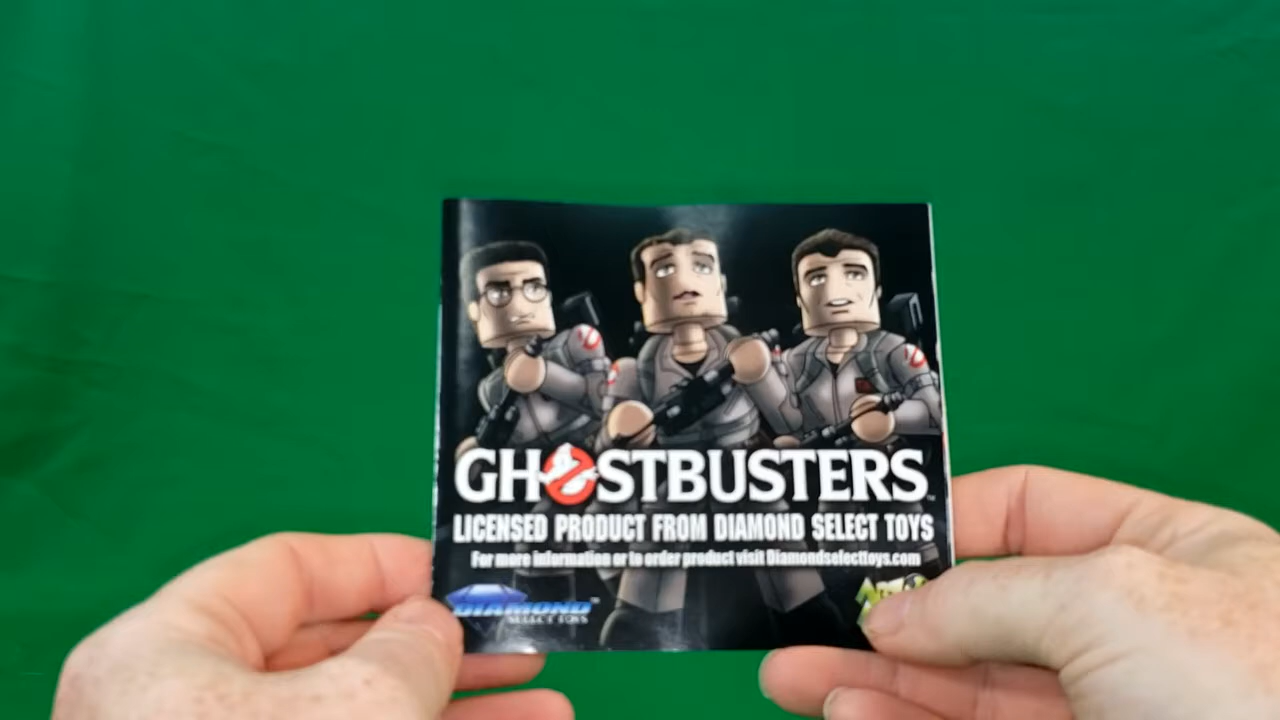 GHOSTBUSTERS
LICENSED PRODUCT FROM DIAMOND SELECT TOYS
For more information or to order product visit Diamondselecttoys.com
DIAMOND™
SELECT TOYS